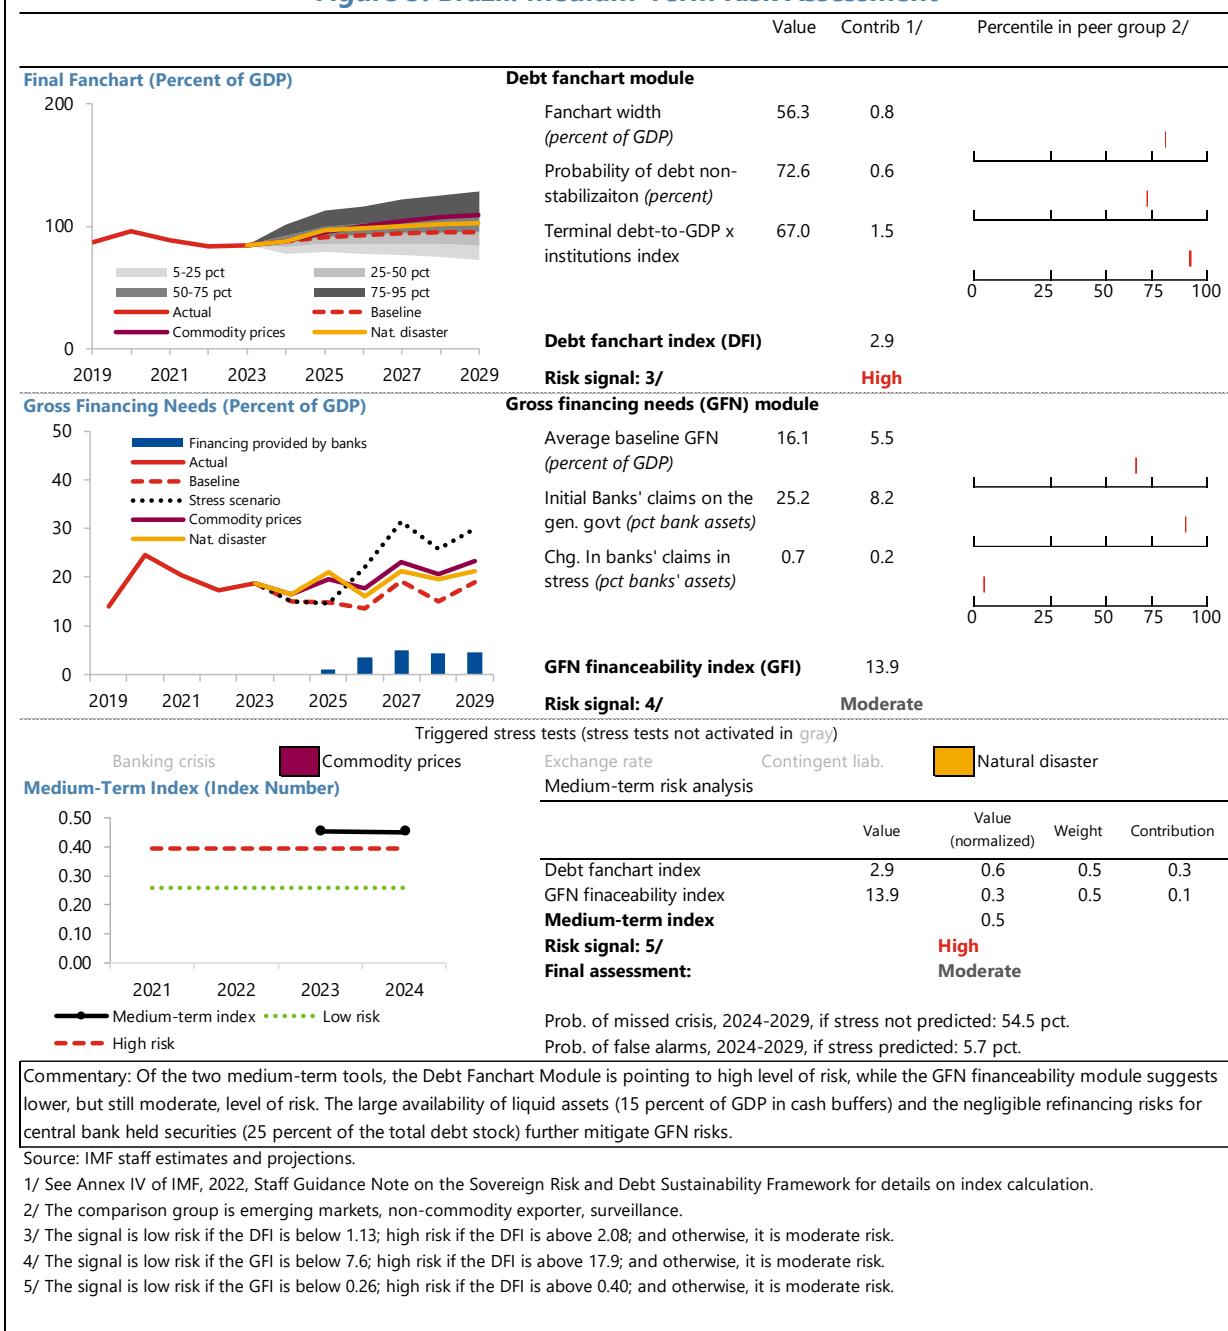 Figure 3. Brazil: Medium-Term Risk Assessment
Value Contrib 1/ Percentile in peer group 2/
Final Fanchart (Percent of GDP)
200
100
0
5-25 pct 25-50 pct
50-75 pct 75-95 pct
Actual Baseline
Commodity prices Nat. disaster
2019 2021 2023 2025 2027 2029
Debt fanchart module
Fanchart width 56.3 0.8
(percent of GDP)
Probability of debt non- 72.6 0.6
stabilizaiton (percent)
Terminal debt-to-GDP x 67.0 1.5
institutions index
0 25 50 75 100
Debt fanchart index (DFI) 2.9
Risk signal: 3/ High
Gross Financing Needs (Percent of GDP)
50
40
30
20
10
0
Financing provided by banks
Actual
Baseline
Stress scenario
Commodity prices
Nat. disaster
2019 2021 2023 2025 2027 2029
Gross financing needs (GFN) module
Average baseline GFN 16.1 5.5
(percent of GDP)
Initial Banks' claims on the 25.2 8.2
gen. govt (pct bank assets)
Chg. In banks' claims in 0.7 0.2
stress (pct banks' assets)
0 25 50 75 100
GFN financeability index (GFI) 13.9
Risk signal: 4/ Moderate
Triggered stress tests (stress tests not activated in gray)
Banking crisis Commodity prices Exchange rate Contingent liab. Natural disaster
Medium-Term Index (Index Number)
0.50
0.40
0.30
0.20
0.10
0.00
2021 2022 2023 2024
Medium-term index Low risk
High risk
Medium-term risk analysis
Value Value (normalized) Weight Contribution
Debt fanchart index 2.9 0.6 0.5 0.3
GFN finaceability index 13.9 0.3 0.5 0.1
Medium-term index 0.5
Risk signal: 5/ High
Final assessment: Moderate
Prob. of missed crisis, 2024-2029, if stress not predicted: 54.5 pct.
Prob. of false alarms, 2024-2029, if stress predicted: 5.7 pct.
Commentary: Of the two medium-term tools, the Debt Fanchart Module is pointing to high level of risk, while the GFN financeability module suggests
lower, but still moderate, level of risk. The large availability of liquid assets (15 percent of GDP in cash buffers) and the negligible refinancing risks for
central bank held securities (25 percent of the total debt stock) further mitigate GFN risks.
Source: IMF staff estimates and projections.
1/ See Annex IV of IMF, 2022, Staff Guidance Note on the Sovereign Risk and Debt Sustainability Framework for details on index calculation.
2/ The comparison group is emerging markets, non-commodity exporter, surveillance.
3/ The signal is low risk if the DFI is below 1.13; high risk if the DFI is above 2.08; and otherwise, it is moderate risk.
4/ The signal is low risk if the GFI is below 7.6; high risk if the DFI is above 17.9; and otherwise, it is moderate risk.
5/ The signal is low risk if the GFI is below 0.26; high risk if the DFI is above 0.40; and otherwise, it is moderate risk.